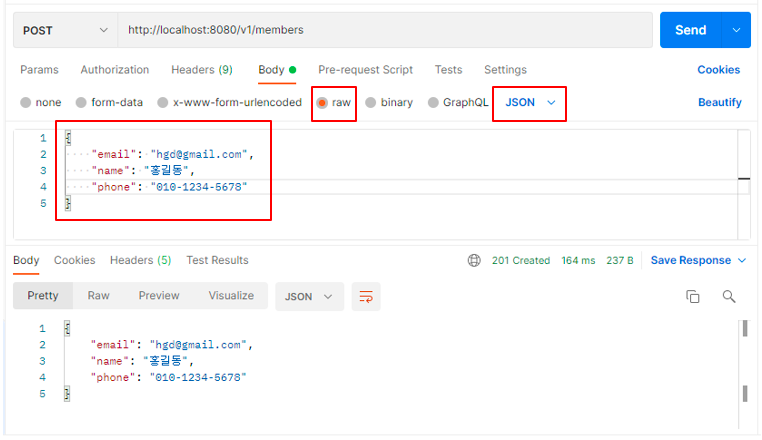 POST http://localhost:8080/v1/members Send
Params Authorization Headers (9) Body Pre-request Script Tests Settings Cookies
none form-data x-www-form-urlencoded raw binary GraphQL JSON Beautify
1 {
2 "email": "hgd@gmail.com",
3 "name": "홍길동",
4 "phone": "010-1234-5678"
5 }
Body Cookies Headers (5) Test Results 201 Created 164 ms 237 B Save Response
Pretty Raw Preview Visualize JSON
1 {
2 "email": "hgd@gmail.com",
3 "name": "홍길동",
4 "phone": "010-1234-5678"
5 }